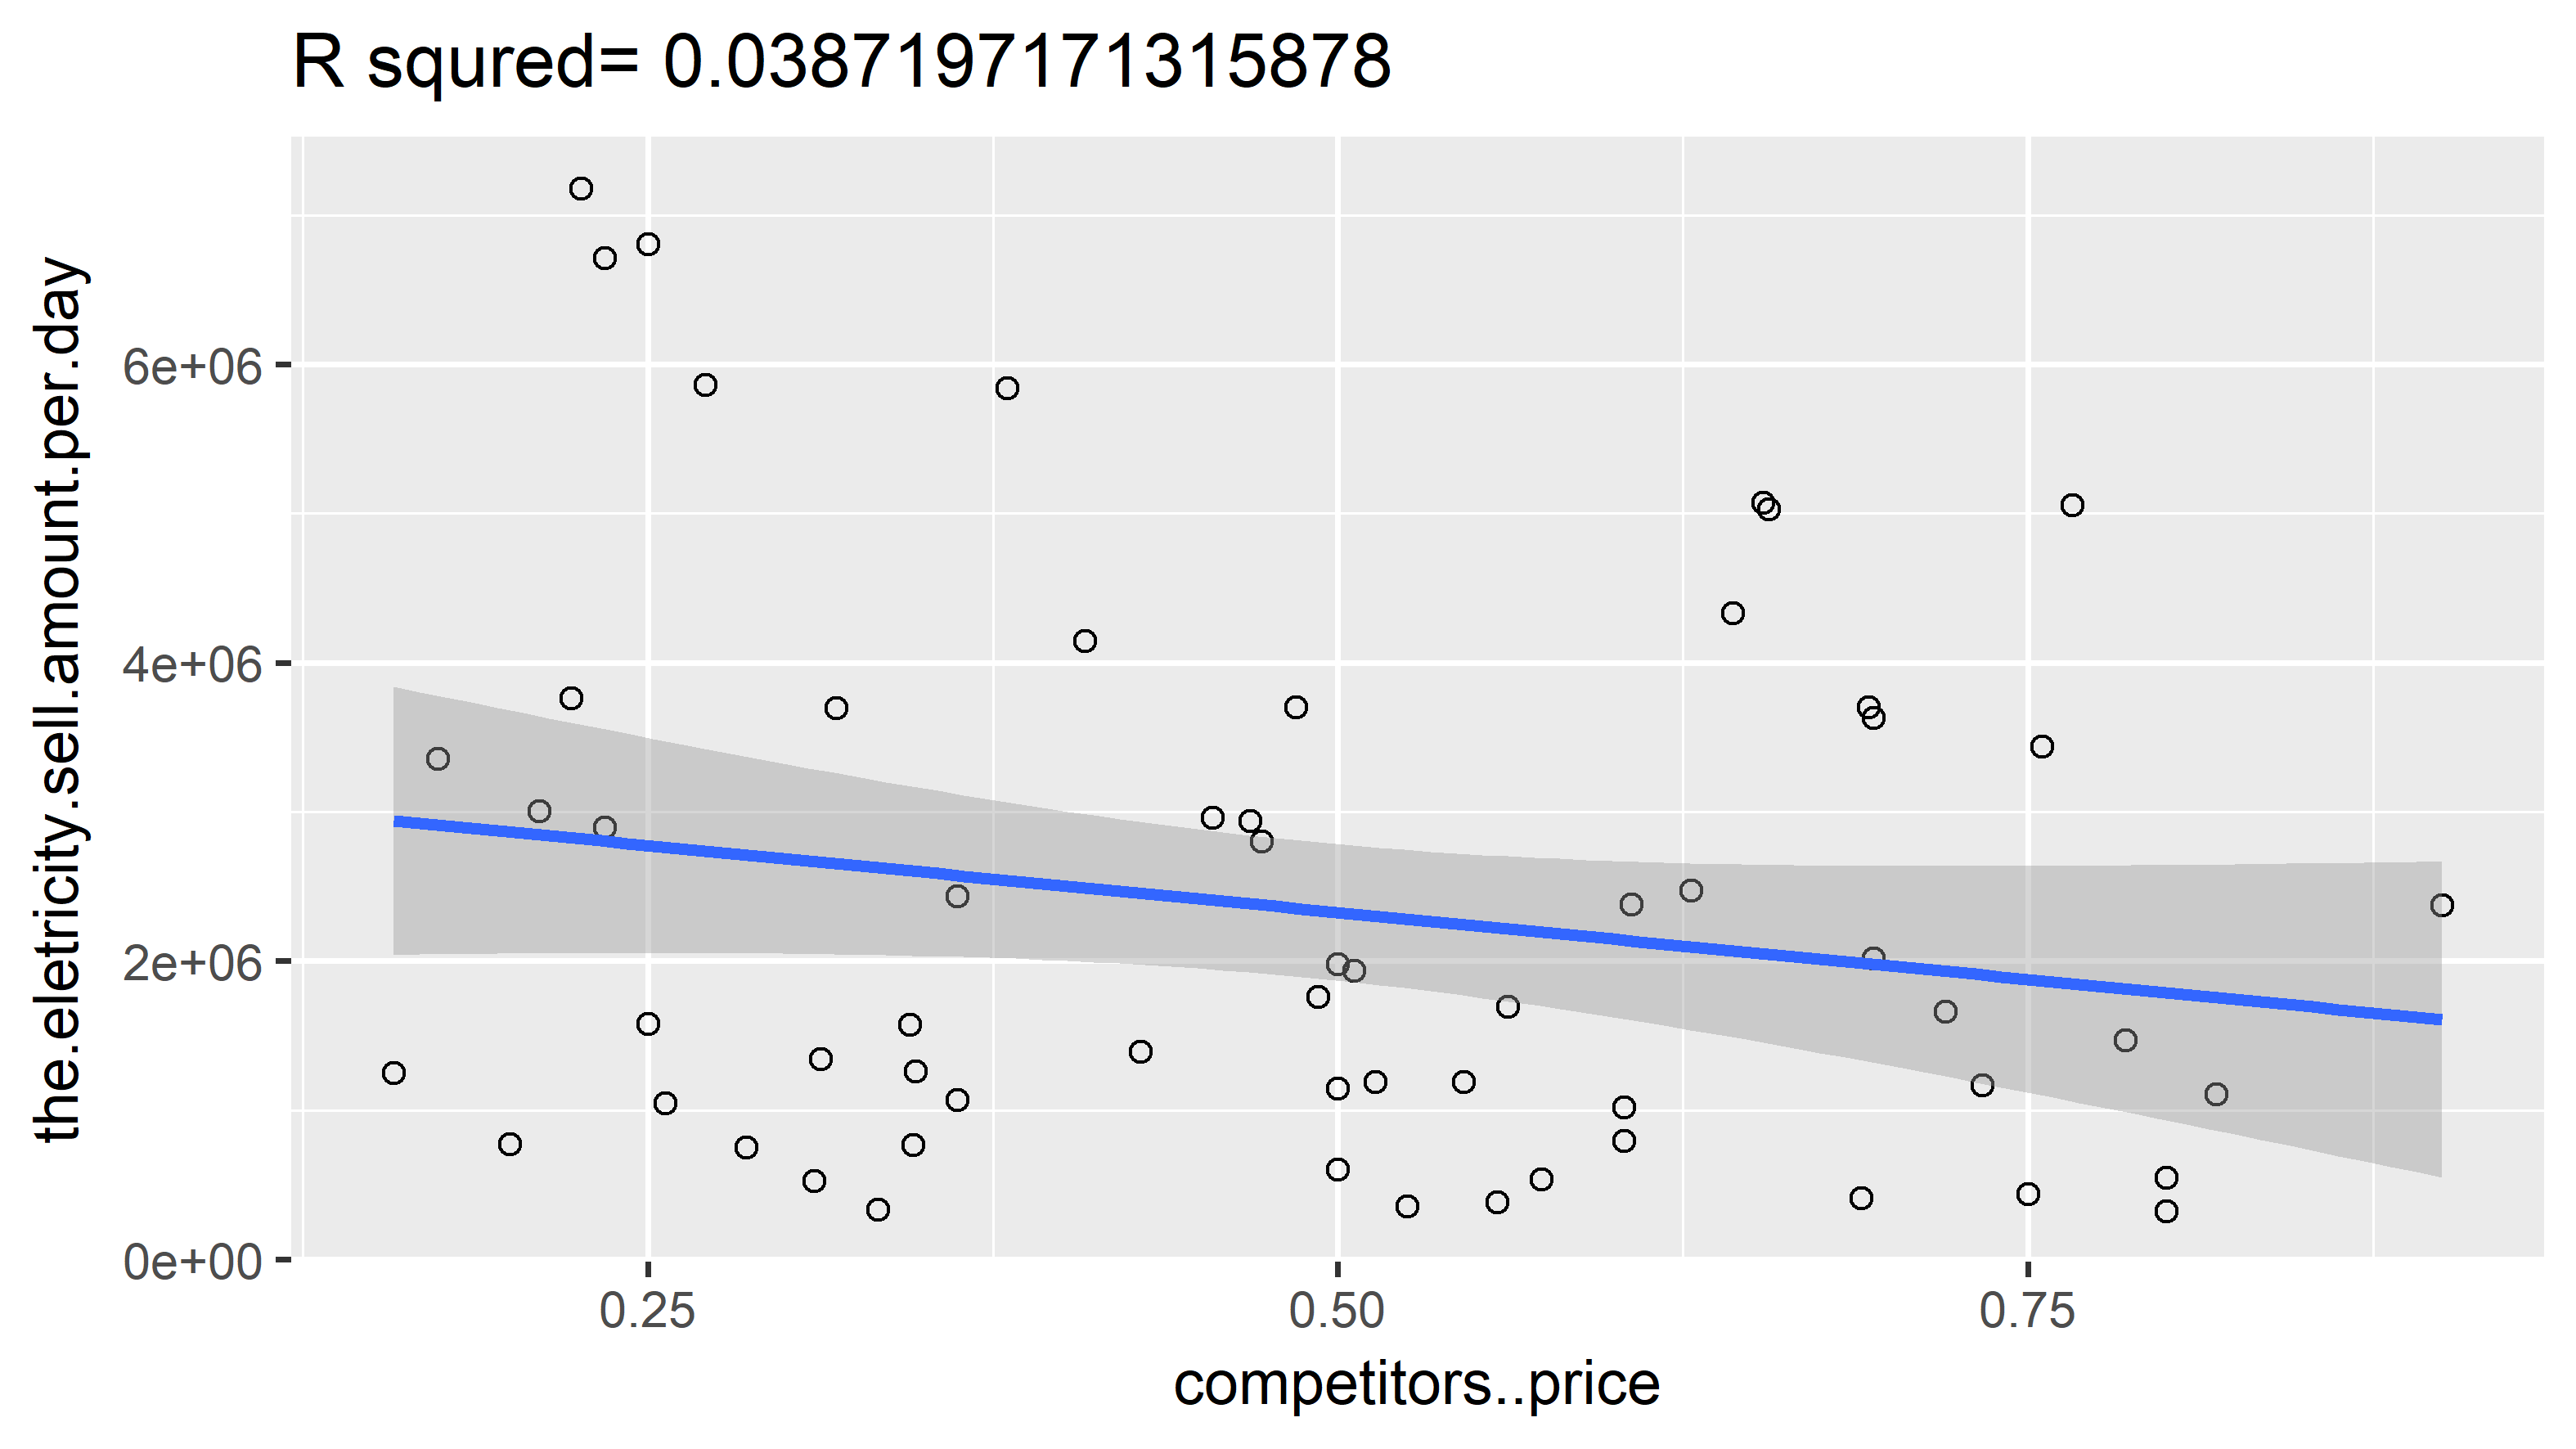 R squred= 0.0387197171315878
the.eletricity.sell.amount.per.day
6e+06
4e+06
2e+06
0e+00
0.25 0.50 0.75
competitors..price